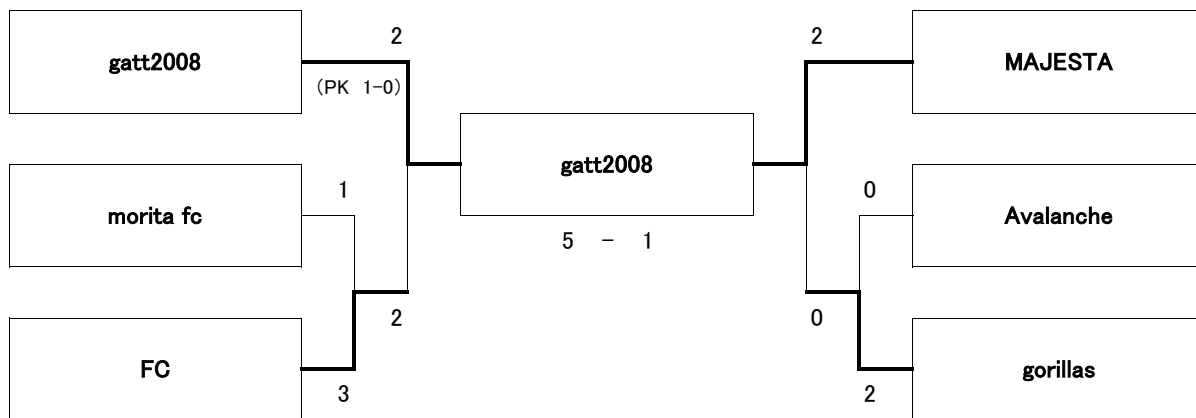 2
2
gatt2008
MAJESTA
（PK 1-0）
gatt2008
1
0
morita fc
Avalanche
5 - 1
2
0
FC
gorillas
3
2